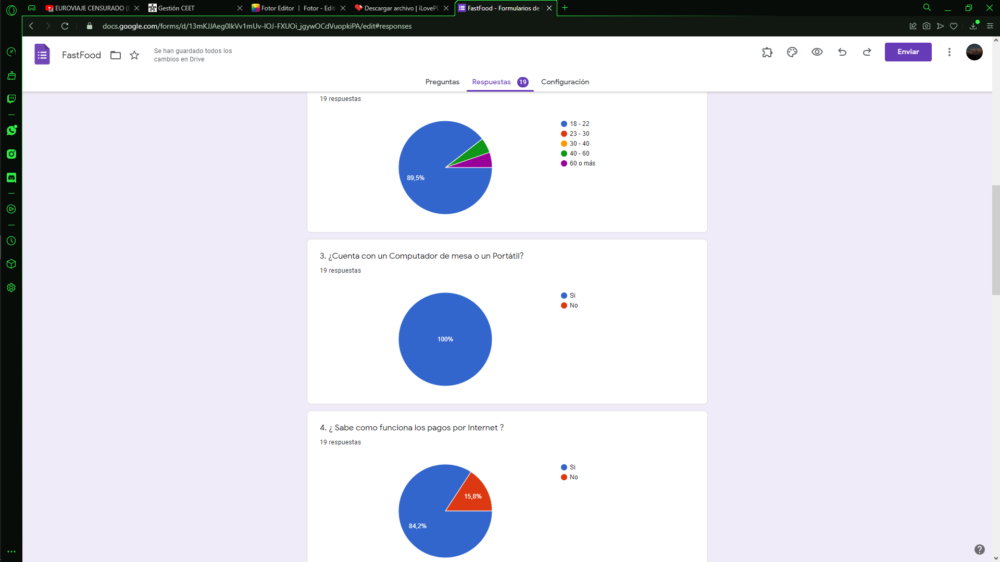 EUROVIAJE CENSURADO (
Gestión CEET
Fotor Editor | Fotor - Edit
Descargar archivo | iLovePD
FastFood - Formularios de
docs.google.com/forms/d/13mKJJAeg0IkVv1mUv-IOJ-FXUOi_jgywOCdVuopkiPA/edit#responses
FastFood
Se han guardado todos los
cambios en Drive
Enviar
Preguntas
Respuestas 19
Configuración
19 respuestas
18 - 22
23 - 30
30 - 40
40 - 60
60 o más
89,5%
3. ¿Cuenta con un Computador de mesa o un Portátil?
19 respuestas
Si
No
100%
4. ¿ Sabe como funciona los pagos por Internet ?
19 respuestas
Si
No
15,8%
84,2%